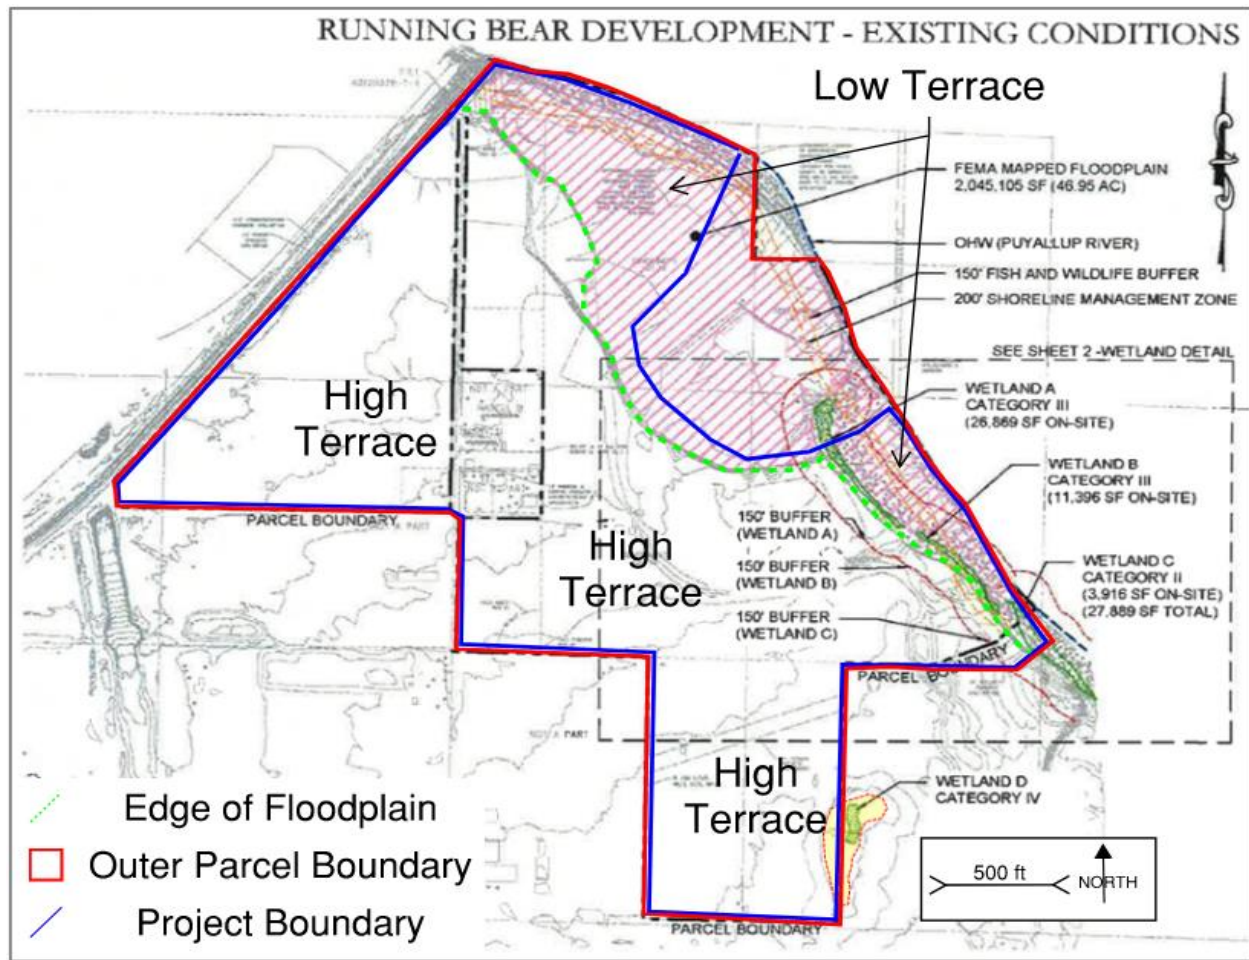 RUNNING BEAR DEVELOPMENT - EXISTING CONDITIONS
Low Terrace
FEMA MAPPED FLOODPLAIN
2,045,105 SF (46.95 AC)
OHW (PUYALLUP RIVER)
150' FISH AND WILDLIFE BUFFER
200' SHORELINE MANAGEMENT ZONE
SEE SHEET 2 -WETLAND DETAIL
WETLAND A
CATEGORY III
(26,869 SF ON-SITE)
High
Terrace
WETLAND B
CATEGORY III
(11,396 SF ON-SITE)
PARCEL BOUNDARY
150' BUFFER
(WETLAND A)
High
Terrace
150' BUFFER
(WETLAND B)
WETLAND C
CATEGORY II
(3,916 SF ON-SITE)
(27,889 SF TOTAL)
150' BUFFER
(WETLAND C)
PARCEL BOUNDARY
NOT A PART
High
Terrace
WETLAND D
CATEGORY IV
Edge of Floodplain
Outer Parcel Boundary
Project Boundary
500 ft
NORTH
PARCEL BOUNDARY